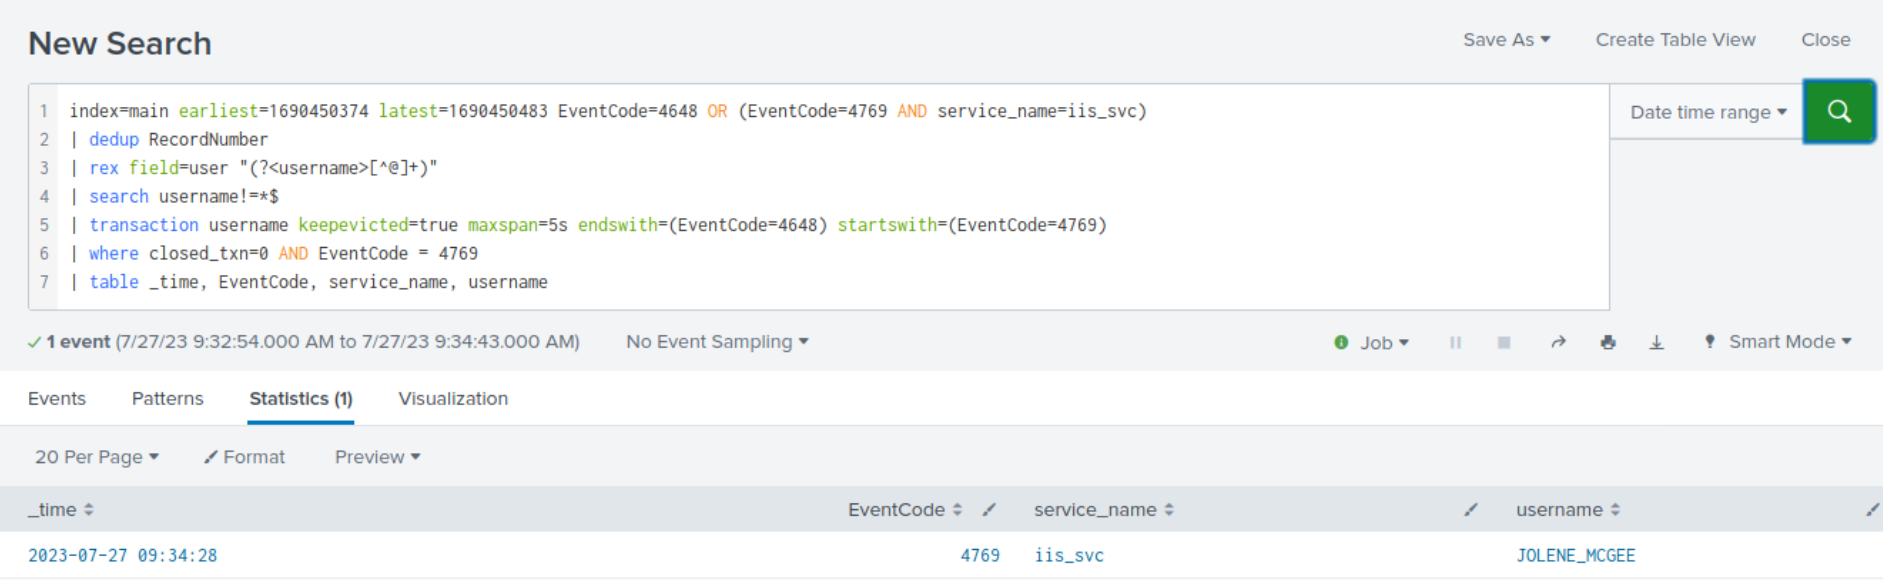 New Search
Save As Create Table View Close
1 index=main earliest=1690450374 latest=1690450483 EventCode=4648 OR (EventCode=4769 AND service_name=iis_svc)
2 | dedup RecordNumber
3 | rex field=user "(?<username>[^@]+)"
4 | search username!=*$
5 | transaction username keepevicted=true maxspan=5s endswith=(EventCode=4648) startswith=(EventCode=4769)
6 | where closed_txn=0 AND EventCode = 4769
7 | table _time, EventCode, service_name, username
Date time range
1 event (7/27/23 9:32:54.000 AM to 7/27/23 9:34:43.000 AM) No Event Sampling Job Smart Mode
Events Patterns Statistics (1) Visualization
20 Per Page Format Preview
_time EventCode service_name username
2023-07-27 09:34:28 4769 iis_svc JOLENE_MCGEE